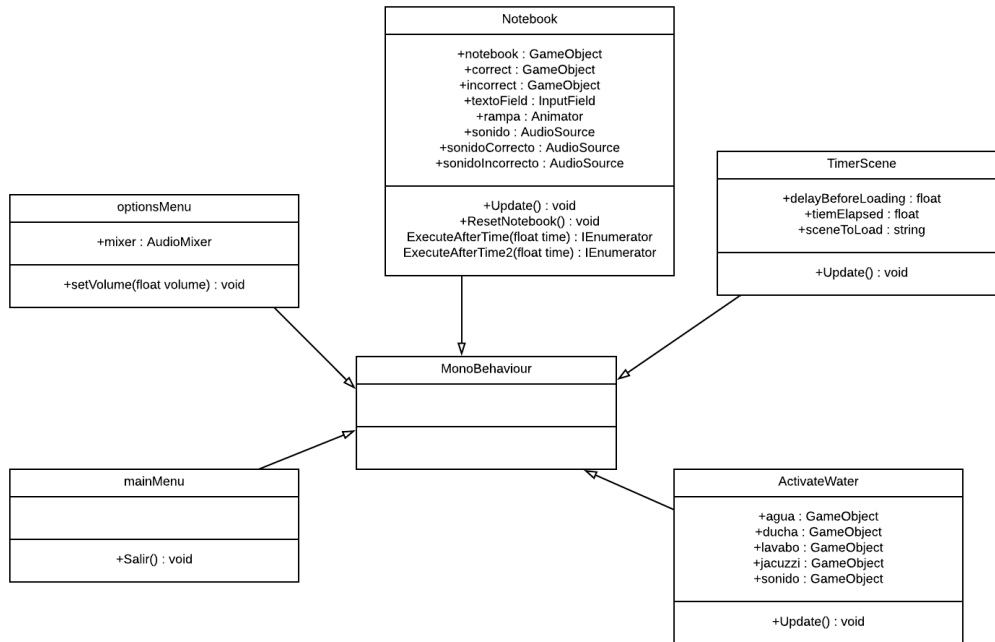 Notebook
+notebook : GameObject
+correct : GameObject
+incorrect : GameObject
+textoField : InputField
+rampa : Animator
+sonido : AudioSource
+sonidoCorrecto : AudioSource
+sonidoIncorrecto : AudioSource
+Update() : void
+ResetNotebook() : void
ExecuteAfterTime(float time) : IEnumerator
ExecuteAfterTime2(float time) : IEnumerator
TimerScene
+delayBeforeLoading : float
+tiemElapsed : float
+sceneToLoad : string
+Update() : void
optionsMenu
+mixer : AudioMixer
+setVolume(float volume) : void
MonoBehaviour
mainMenu
+Salir() : void
ActivateWater
+agua : GameObject
+ducha : GameObject
+lavabo : GameObject
+jacuzzi : GameObject
+sonido : GameObject
+Update() : void